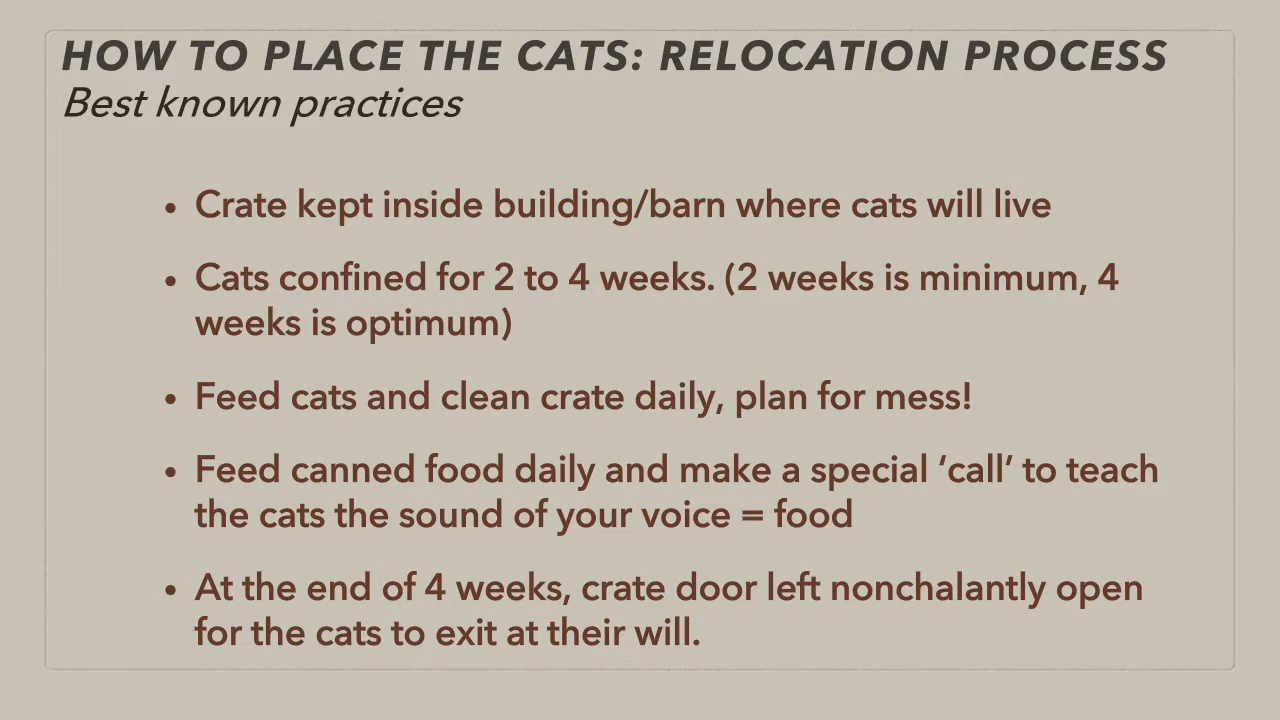 HOW TO PLACE THE CATS: RELOCATION PROCESS
Best known practices
• Crate kept inside building/barn where cats will live
• Cats confined for 2 to 4 weeks. (2 weeks is minimum, 4
weeks is optimum)
• Feed cats and clean crate daily, plan for mess!
• Feed canned food daily and make a special ‘call’ to teach
the cats the sound of your voice = food
• At the end of 4 weeks, crate door left nonchalantly open
for the cats to exit at their will.